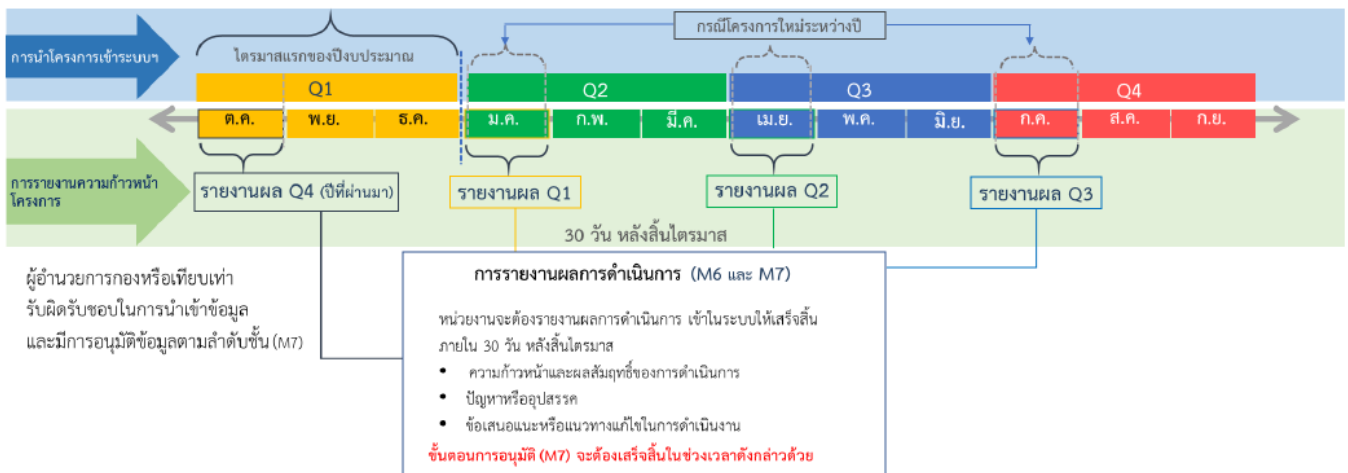 กรณีโครงการใหม่ระหว่างปี
การนำโครงการเข้าระบบฯ
ไตรมาสแรกของปีงบประมาณ
Q1 Q2 Q3 Q4
ต.ค. พ.ย. ธ.ค. ม.ค. ก.พ. มี.ค. เม.ย. พ.ค. มิ.ย. ก.ค. ส.ค. ก.ย.
การรายงานความก้าวหน้า
โครงการ
รายงานผล Q4 (ปีที่ผ่านมา) รายงานผล Q1 รายงานผล Q2 รายงานผล Q3
30 วัน หลังสิ้นไตรมาส
ผู้อำนวยการกองหรือเทียบเท่า
รับผิดรับชอบในการนำเข้าข้อมูล
และมีการอนุมัติข้อมูลตามลำดับชั้น (M7)
การรายงานผลการดำเนินการ (M6 และ M7)
หน่วยงานจะต้องรายงานผลการดำเนินการ เข้าในระบบให้เสร็จสิ้น
ภายใน 30 วัน หลังสิ้นไตรมาส
• ความก้าวหน้าและผลสัมฤทธิ์ของการดำเนินการ
• ปัญหาหรืออุปสรรค
• ข้อเสนอแนะหรือแนวทางแก้ไขในการดำเนินงาน
ขั้นตอนการอนุมัติ (M7) จะต้องเสร็จสิ้นในช่วงเวลาดังกล่าวด้วย